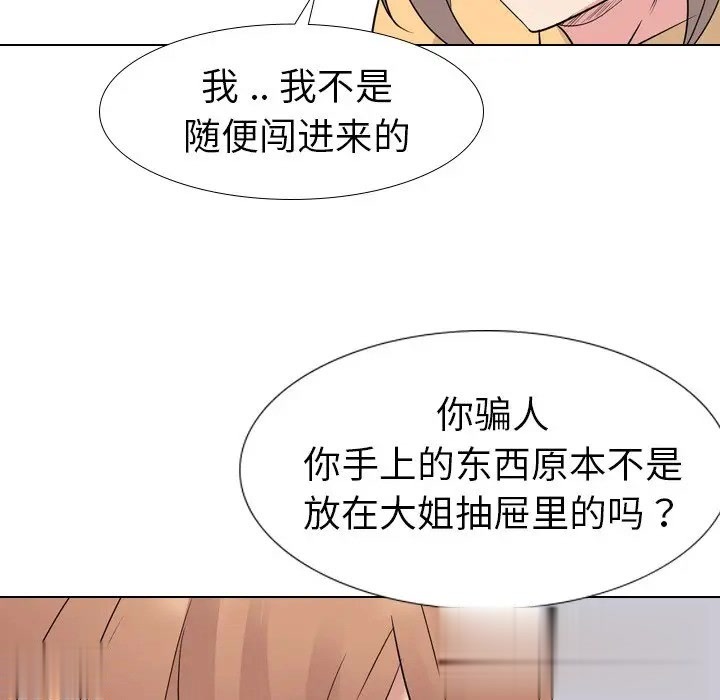 我 .. 我不是
随便闯进来的
你骗人
你手上的东西原本不是
放在大姐抽屉里的吗？